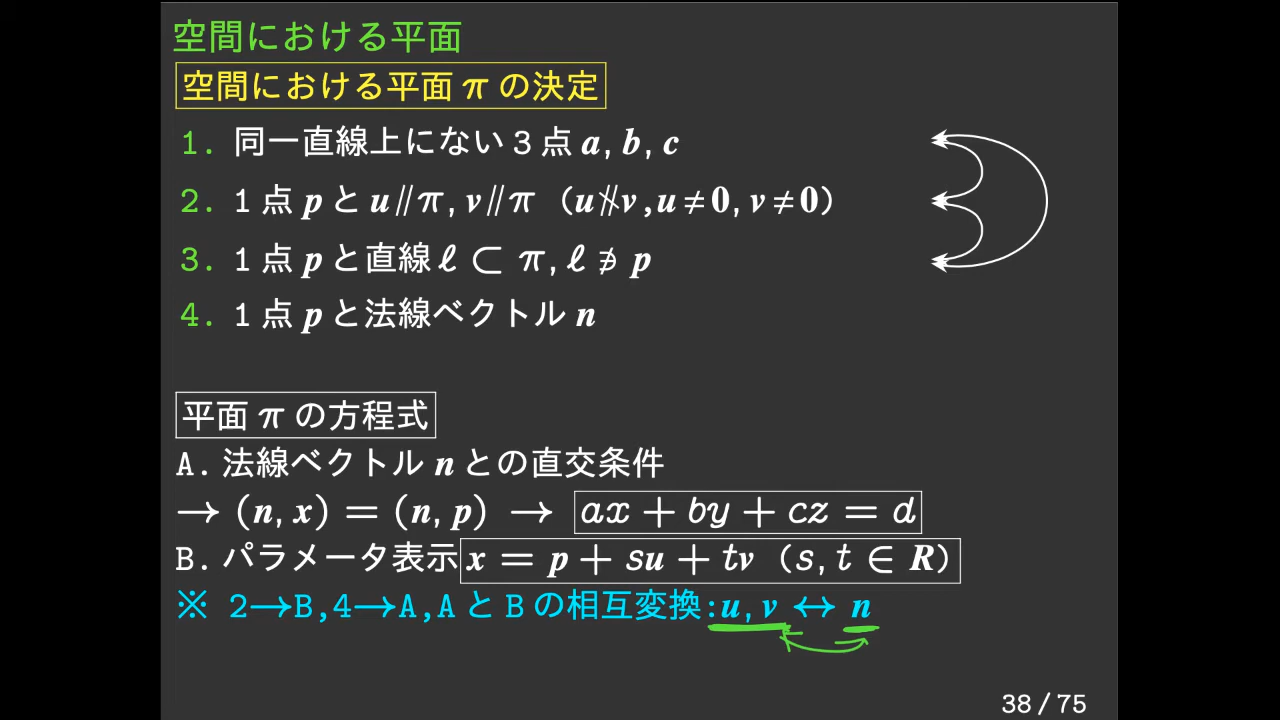 空間における平面
空間における平面 π の決定
1. 同一直線上にない 3 点 a, b, c
2. 1 点 p と u∥π, v∥π （u∦v ,u≠0, v≠0）
3. 1 点 p と直線 ℓ ⊂ π, ℓ ∌ p
4. 1 点 p と法線ベクトル n
平面 π の方程式
A. 法線ベクトル n との直交条件
→ (n, x) = (n, p) → ax + by + cz = d
B. パラメータ表示 x = p + su + tv (s, t ∈ R)
※ 2→B,4→A,A と B の相互変換:u, v ↔ n
38 / 75